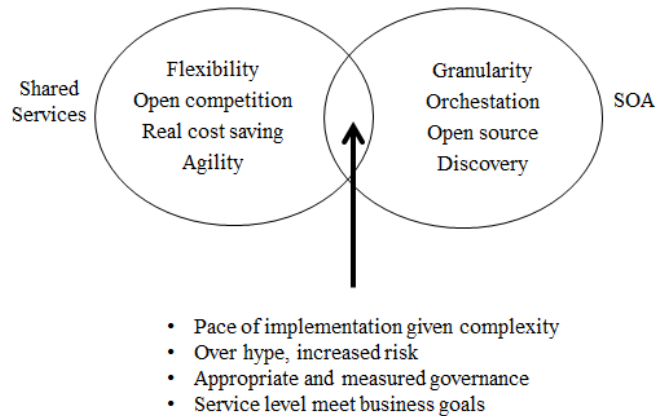 Shared
Services
Flexibility
Open competition
Real cost saving
Agility
Granularity
Orchestation
Open source
Discovery
SOA
• Pace of implementation given complexity
• Over hype, increased risk
• Appropriate and measured governance
• Service level meet business goals